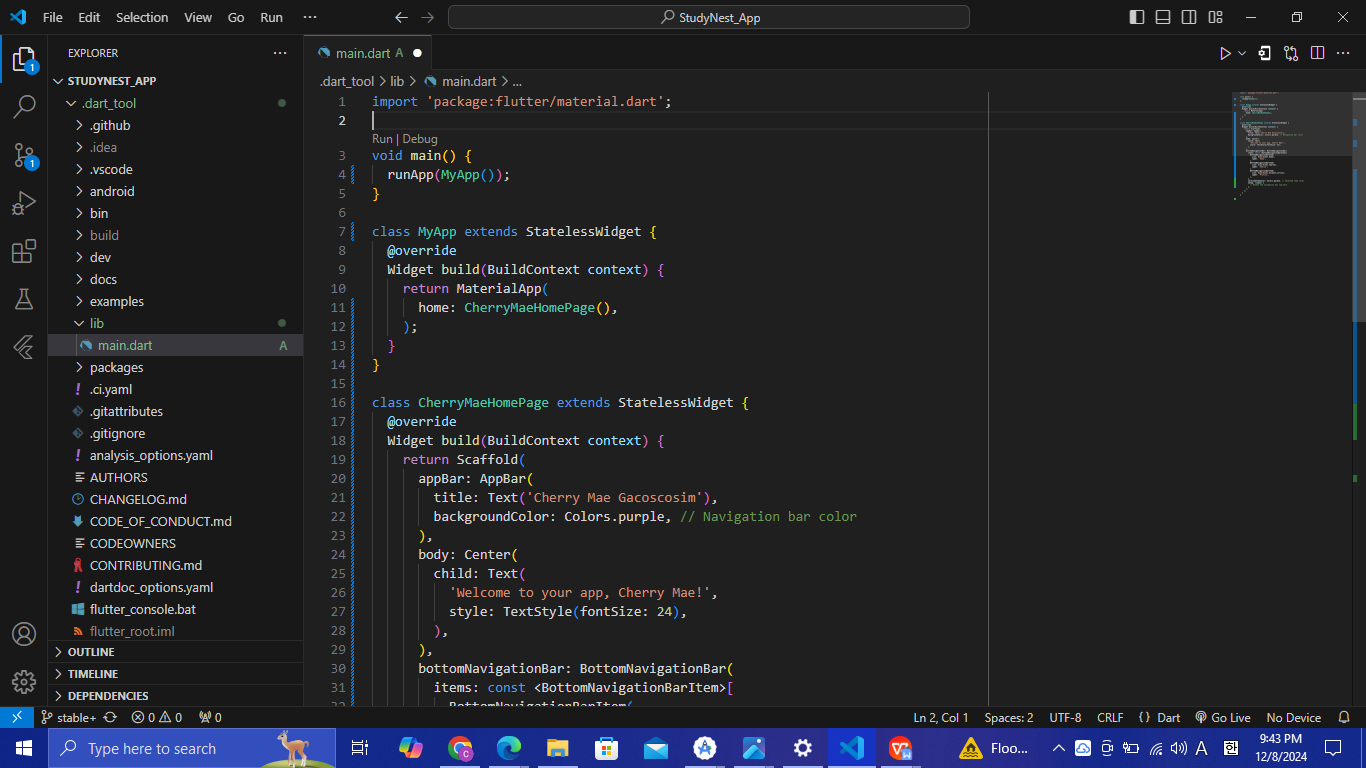 File Edit Selection View Go Run ··· StudyNest_App
EXPLORER ···
STUDYNEST_APP
.dart_tool
.github
.idea
.vscode
android
bin
build
dev
docs
examples
lib
main.dart A
packages
! .ci.yaml
.gitattributes
.gitignore
! analysis_options.yaml
AUTHORS
CHANGELOG.md
CODE_OF_CONDUCT.md
CODEOWNERS
CONTRIBUTING.md
! dartdoc_options.yaml
flutter_console.bat
flutter_root.iml
OUTLINE
TIMELINE
DEPENDENCIES
1
1
main.dart A
.dart_tool > lib > main.dart > ...
1 import 'package:flutter/material.dart';
2
Run | Debug
3 void main() {
4 runApp(MyApp());
5 }
6
7 class MyApp extends StatelessWidget {
8 @override
9 Widget build(BuildContext context) {
10 return MaterialApp(
11 home: CherryMaeHomePage(),
12 );
13 }
14 }
15
16 class CherryMaeHomePage extends StatelessWidget {
17 @override
18 Widget build(BuildContext context) {
19 return Scaffold(
20 appBar: AppBar(
21 title: Text('Cherry Mae Gacoscosim'),
22 backgroundColor: Colors.purple, // Navigation bar color
23 ),
24 body: Center(
25 child: Text(
26 'Welcome to your app, Cherry Mae!',
27 style: TextStyle(fontSize: 24),
28 ),
29 ),
30 bottomNavigationBar: BottomNavigationBar(
31 items: const <BottomNavigationBarItem>[
32 BottomNavigationBarItem(
stable+ 0 0 0 Ln 2, Col 1 Spaces: 2 UTF-8 CRLF {} Dart Go Live No Device
Type here to search Floo... A 한 9:43 PM
12/8/2024